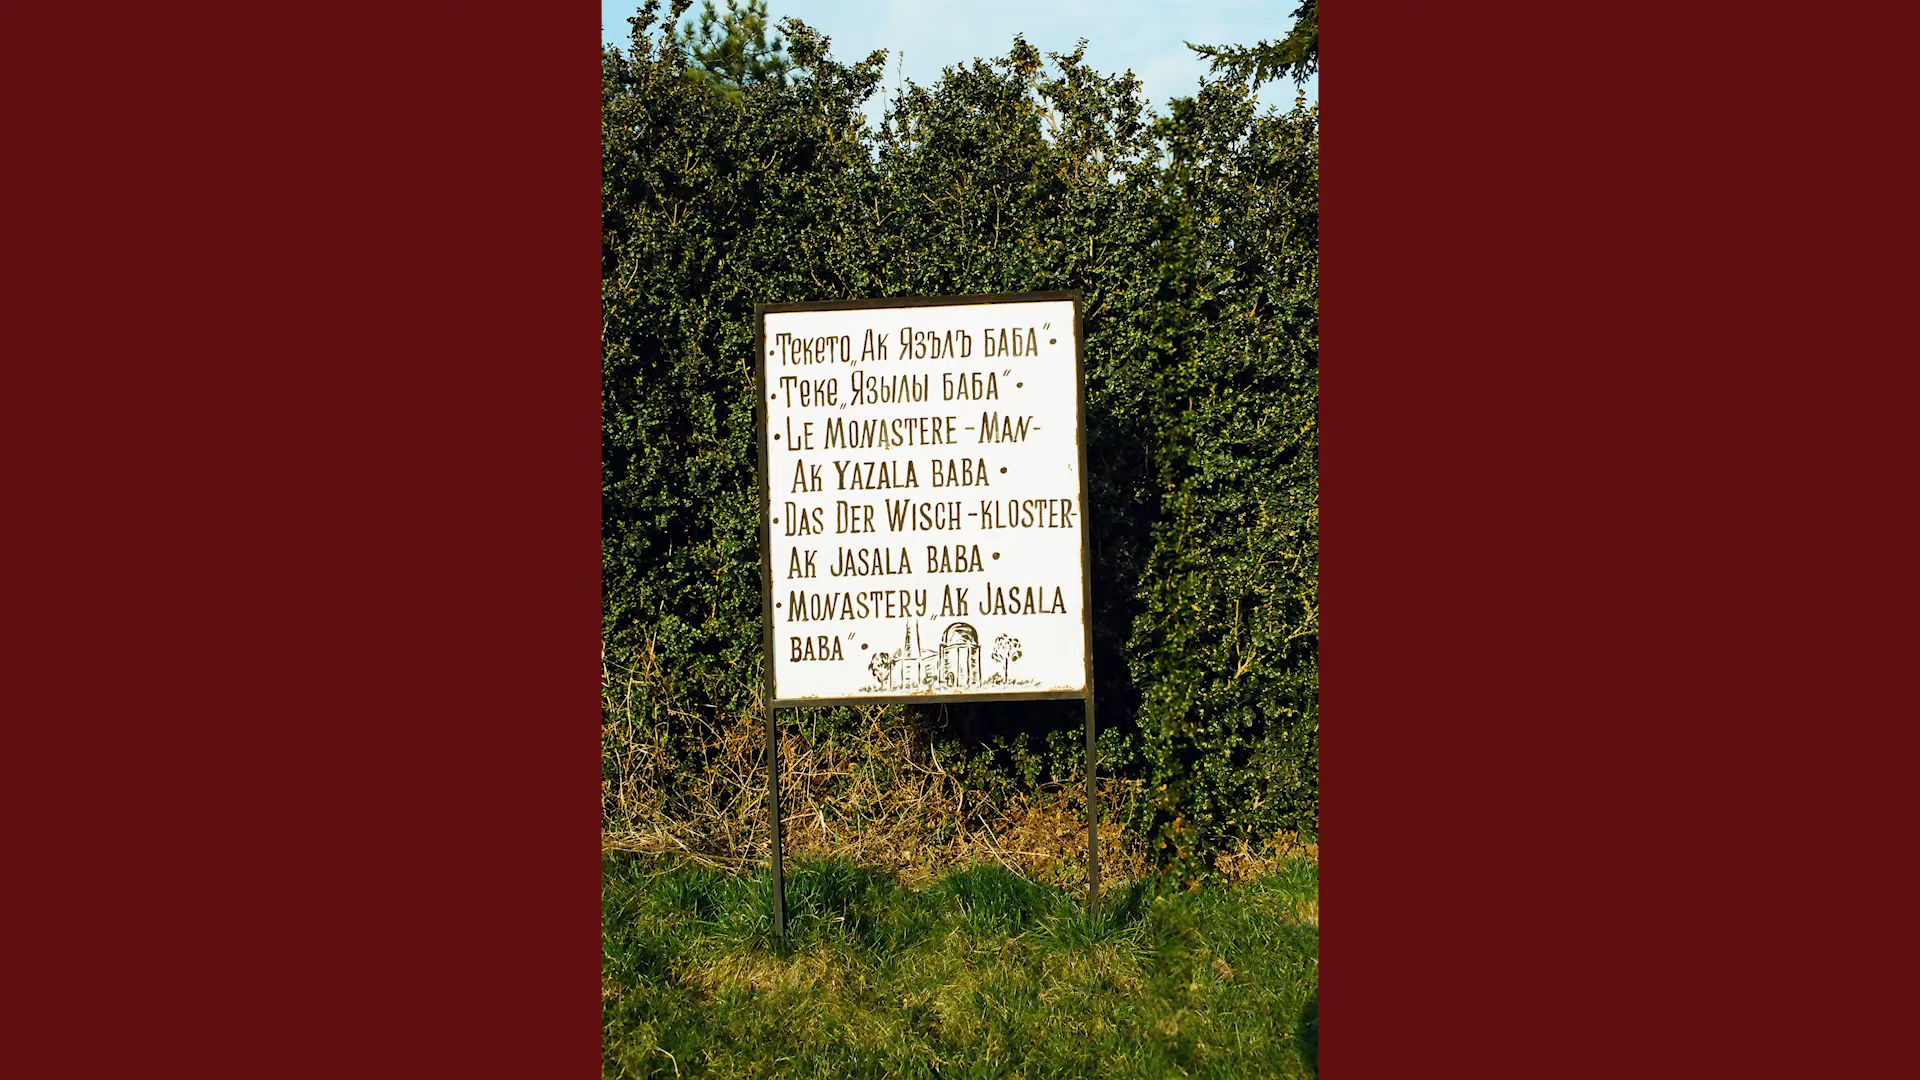 •Текето „Ак Язълъ баба“•
•Теке „Язылы баба“•
•Le Monastere-Man-
Ak Yazala baba•
•Das Der Wisch-kloster-
Ak Jasala baba•
•Monastery „Ak Jasala
baba“•